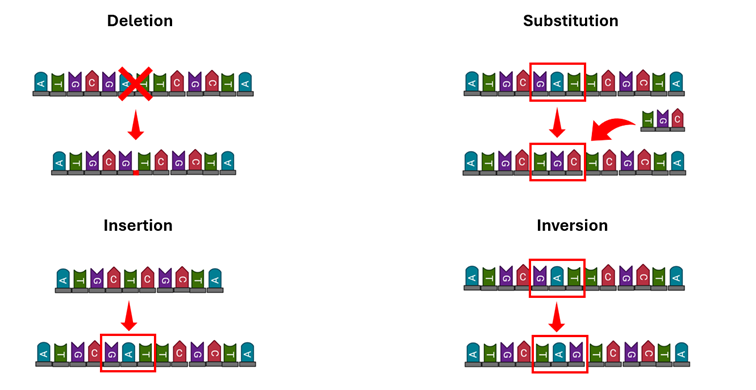 Deletion
Substitution
A T G C G A T T C G C T A
A T G C G A T T C G C T A
T G C
A T G C G T C G C T A
A T G C T G C T C G C T A
Insertion
Inversion
A T G C T C G C T A
A T G C G A T T C G C T A
A T G C G A T T C G C T A
A T G C T A G T C G C T A